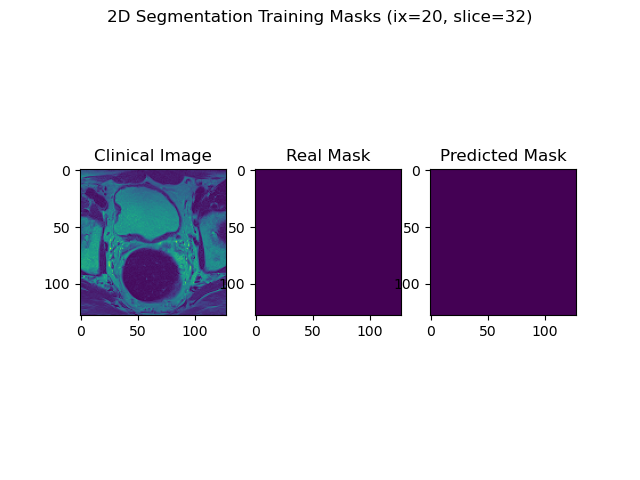 2D Segmentation Training Masks (ix=20, slice=32)
Clinical Image Real Mask Predicted Mask
0 0 0
50 50 50
100 100 100
0 50 100 0 50 100 0 50 100